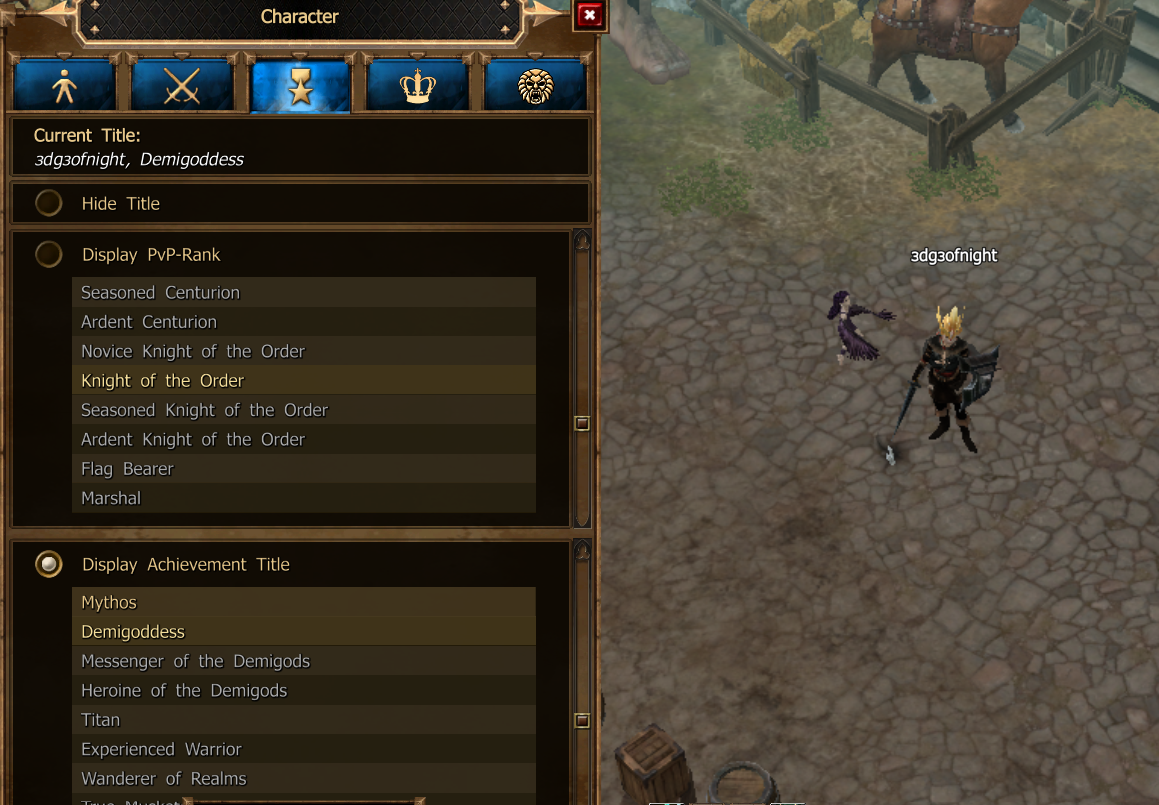 Character
Current Title:
3dg3ofnight, Demigoddess
Hide Title
Display PvP-Rank
Seasoned Centurion
Ardent Centurion
Novice Knight of the Order
Knight of the Order
Seasoned Knight of the Order
Ardent Knight of the Order
Flag Bearer
Marshal
Display Achievement Title
Mythos
Demigoddess
Messenger of the Demigods
Heroine of the Demigods
Titan
Experienced Warrior
Wanderer of Realms
True
3dg3ofnight